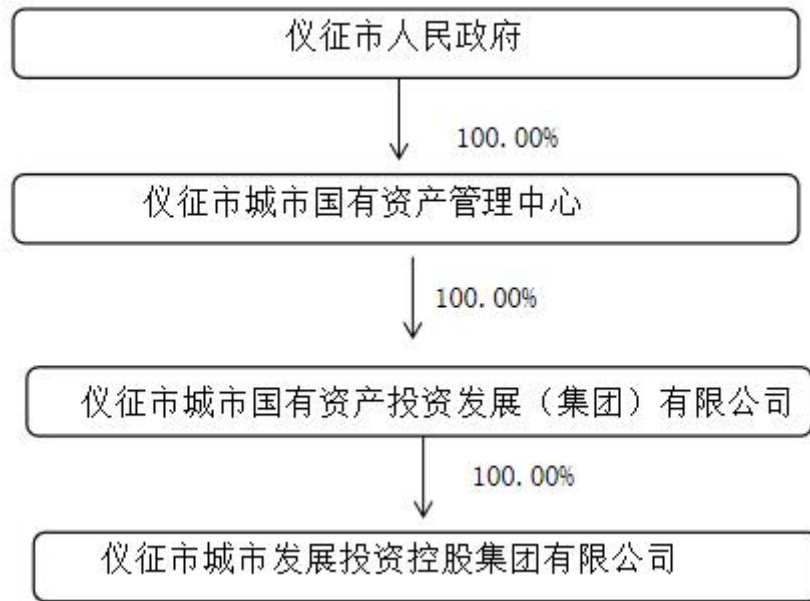 仪征市人民政府
100.00%
仪征市城市国有资产管理中心
100.00%
仪征市城市国有资产投资发展（集团）有限公司
100.00%
仪征市城市发展投资控股集团有限公司